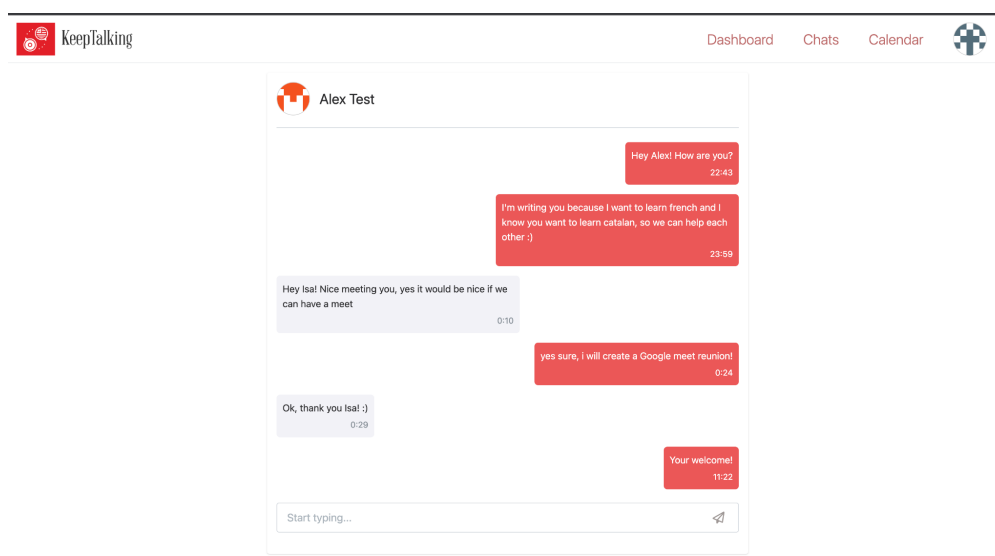 KeepTalking
Dashboard Chats Calendar
Alex Test
Hey Alex! How are you?
22:43
I'm writing you because I want to learn french and I
know you want to learn catalan, so we can help each
other :)
23:59
Hey Isa! Nice meeting you, yes it would be nice if we
can have a meet
0:10
yes sure, i will create a Google meet reunion!
0:24
Ok, thank you Isa! :)
0:29
Your welcome!
11:22
Start typing...